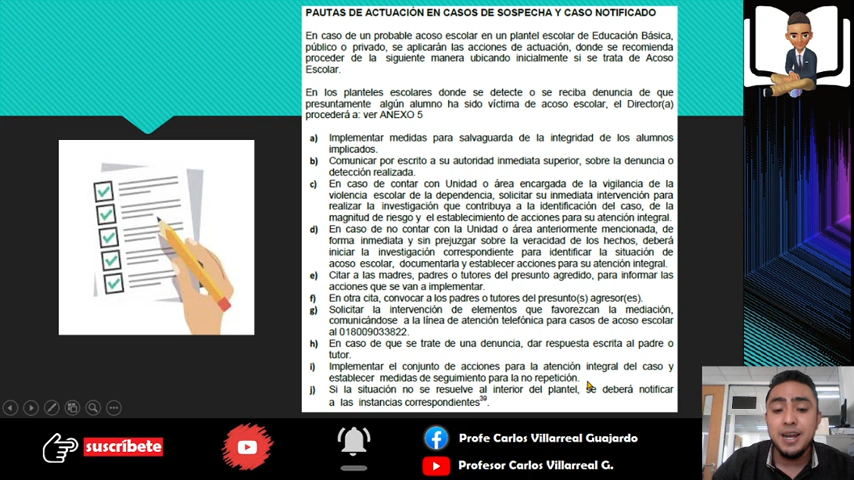 PAUTAS DE ACTUACIÓN EN CASOS DE SOSPECHA Y CASO NOTIFICADO
En caso de un probable acoso escolar en un plantel escolar de Educación Básica,
público o privado, se aplicarán las acciones de actuación, donde se recomienda
proceder de la siguiente manera ubicando inicialmente si se trata de Acoso
Escolar.
En los planteles escolares donde se detecte o se reciba denuncia de que
presuntamente algún alumno ha sido víctima de acoso escolar, el Director(a)
procederá a: ver ANEXO 5
a) Implementar medidas para salvaguarda de la integridad de los alumnos
implicados.
b) Comunicar por escrito a su autoridad inmediata superior, sobre la denuncia o
detección realizada.
c) En caso de contar con Unidad o área encargada de la vigilancia de la
violencia escolar de la dependencia, solicitar su inmediata intervención para
realizar la investigación que contribuya a la identificación del caso, de la
magnitud de riesgo y el establecimiento de acciones para su atención integral.
d) En caso de no contar con la Unidad o área anteriormente mencionada, de
forma inmediata y sin prejuzgar sobre la veracidad de los hechos, deberá
iniciar la investigación correspondiente para identificar la situación de
acoso escolar, documentarla y establecer acciones para su atención integral.
e) Citar a las madres, padres o tutores del presunto agredido, para informar las
acciones que se van a implementar.
f) En otra cita, convocar a los padres o tutores del presunto(s) agresor(es).
g) Solicitar la intervención de elementos que favorezcan la mediación,
comunicándose a la línea de atención telefónica para casos de acoso escolar
al 018009033822.
h) En caso de que se trate de una denuncia, dar respuesta escrita al padre o
tutor.
i) Implementar el conjunto de acciones para la atención integral del caso y
establecer medidas de seguimiento para la no repetición.
j) Si la situación no se resuelve al interior del plantel, se deberá notificar
a las instancias correspondientes39.
suscríbete
Profe Carlos Villarreal Guajardo
Profesor Carlos Villarreal G.